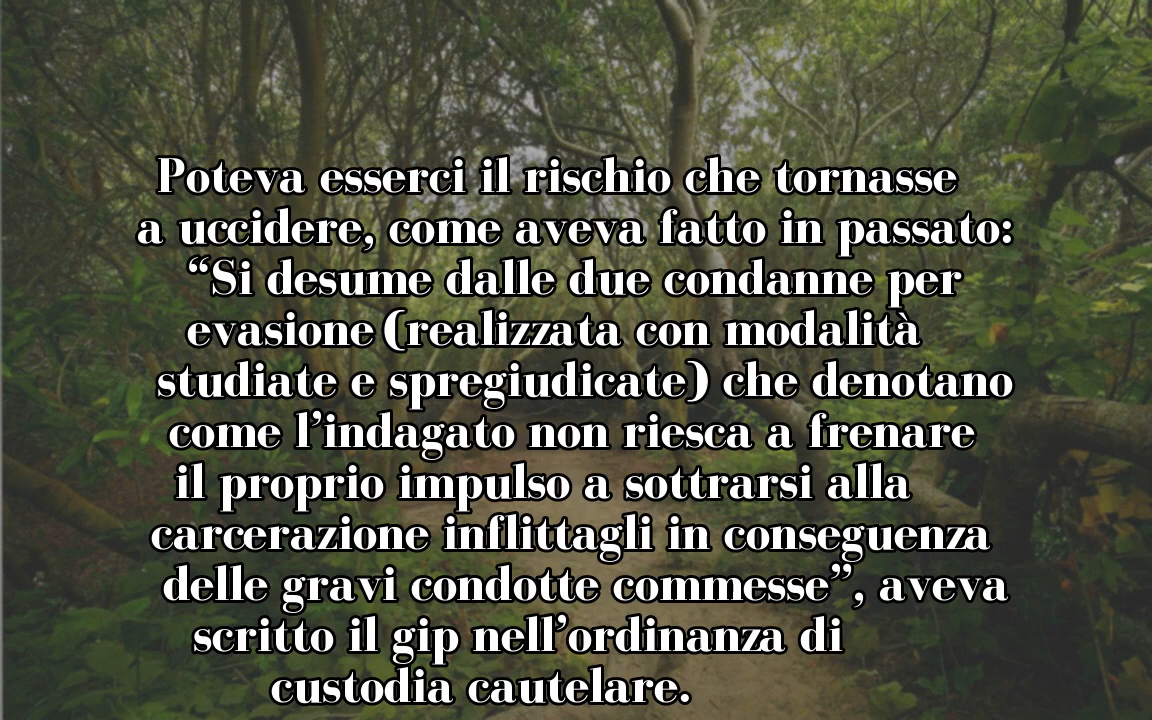 Poteva esserci il rischio che tornasse
a uccidere, come aveva fatto in passato:
“Si desume dalle due condanne per
evasione (realizzata con modalità
studiate e spregiudicate) che denotano
come l’indagato non riesca a frenare
il proprio impulso a sottrarsi alla
carcerazione inflittagli in conseguenza
delle gravi condotte commesse”, aveva
scritto il gip nell’ordinanza di
custodia cautelare.